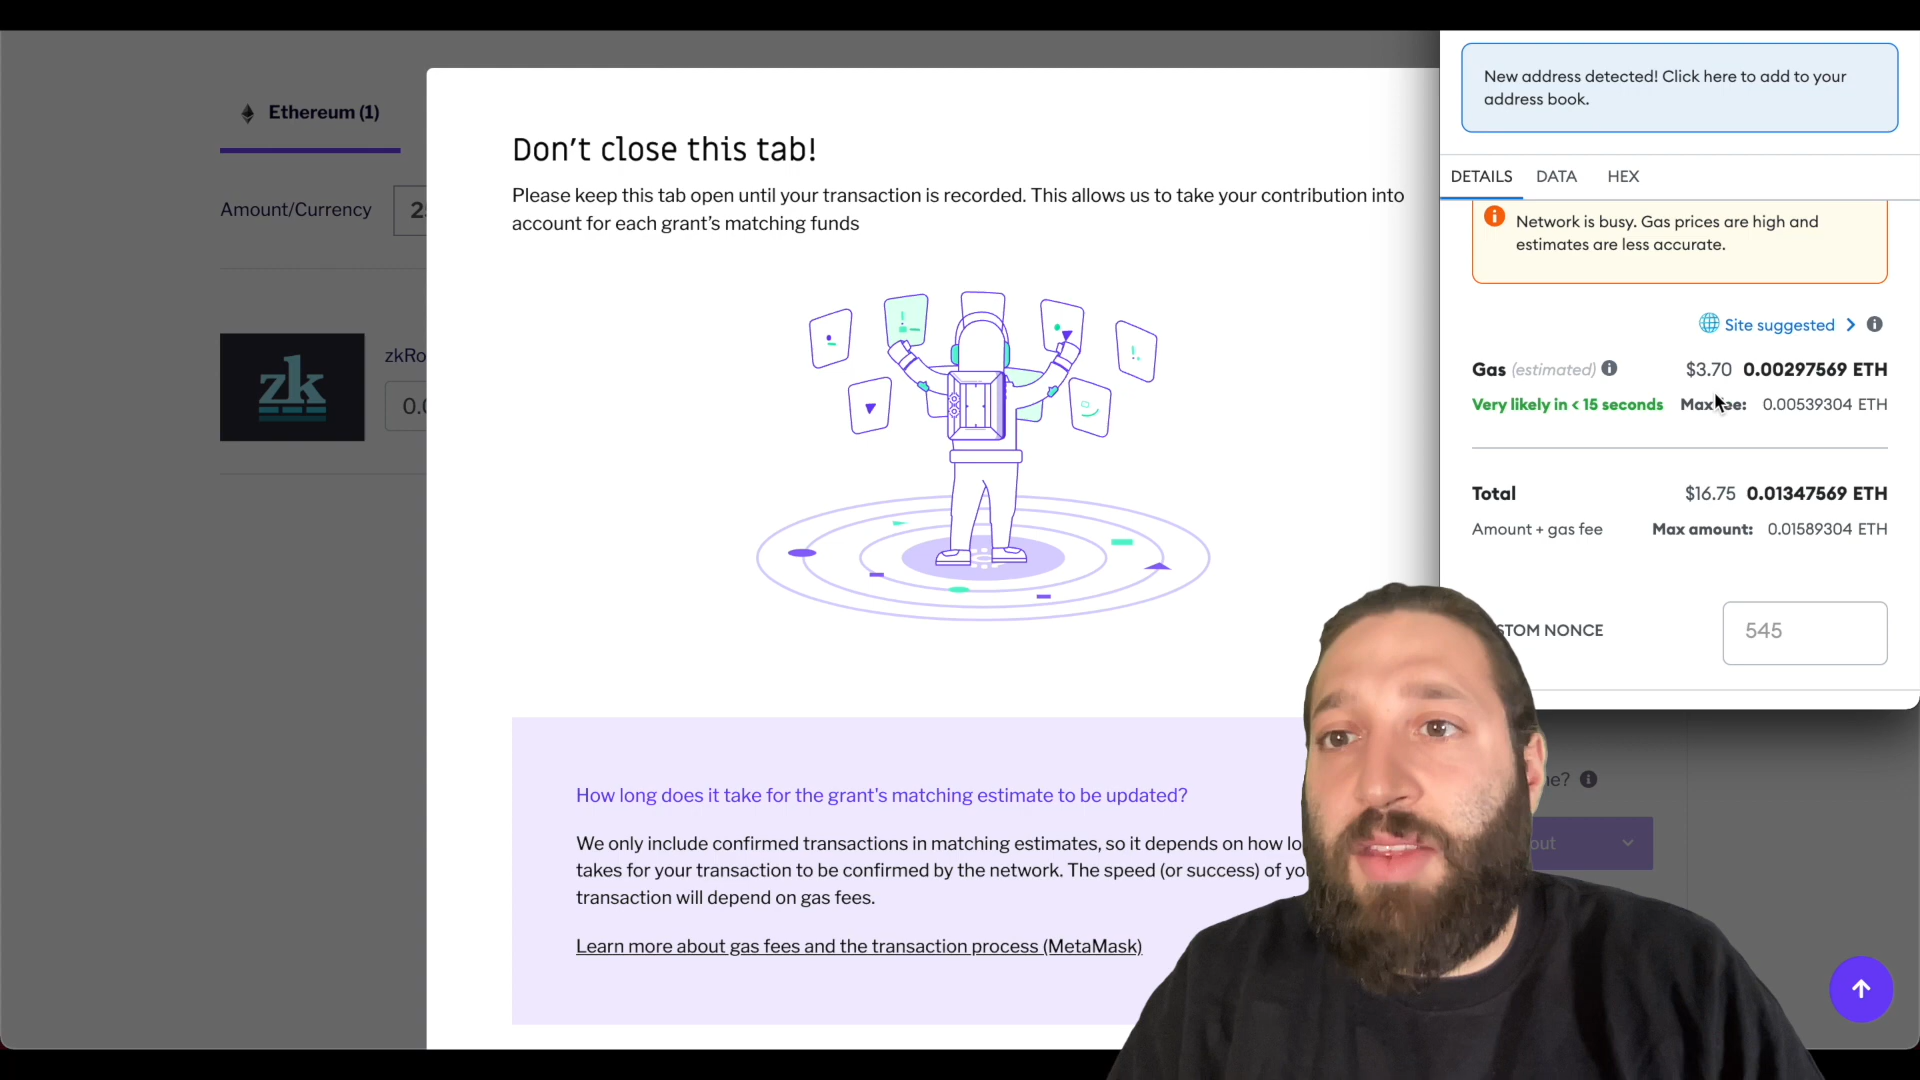 Ethereum (1)
Amount/Currency
zk
Don't close this tab!
Please keep this tab open until your transaction is recorded. This allows us to take your contribution into
account for each grant's matching funds
How long does it take for the grant's matching estimate to be updated?
We only include confirmed transactions in matching estimates, so it depends on how lo
takes for your transaction to be confirmed by the network. The speed (or success) of yo
transaction will depend on gas fees.
Learn more about gas fees and the transaction process (MetaMask)
New address detected! Click here to add to your
address book.
DETAILS DATA HEX
Network is busy. Gas prices are high and
estimates are less accurate.
Site suggested
Gas (estimated) $3.70 0.00297569 ETH
Very likely in < 15 seconds Max fee: 0.00539304 ETH
Total $16.75 0.01347569 ETH
Amount + gas fee Max amount: 0.01589304 ETH
STOM NONCE 545